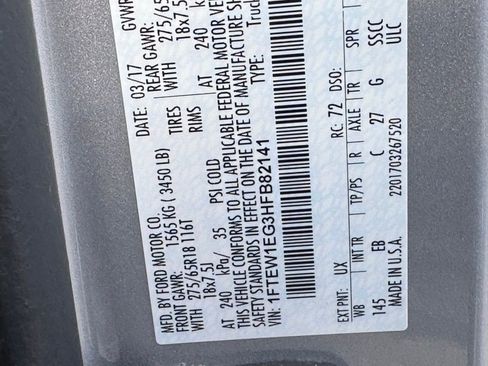 MFD. BY FORD MOTOR CO.
DATE: 03/17 GVWR
FRONT GAWR: 1565 KG ( 3450 LB) REAR GAWR:
275/65R18 116T TIRES WITH 275/65
18x7.5J RIMS 18x7.5
AT 240 kPa/ 35 PSI COLD AT 240 k
THIS VEHICLE CONFORMS TO ALL APPLICABLE FEDERAL MOTOR VE
SAFETY STANDARDS IN EFFECT ON THE DATE OF MANUFACTURE SH
VIN: 1FTEW1EG3HFB82141 TYPE: Truck
EXT PNT: UX RC: 72 DSO:
WB INT TR TP/PS R AXLE TR SPR
145 EB C 27 G SSCC
2201703267520 ULC
MADE IN U.S.A.